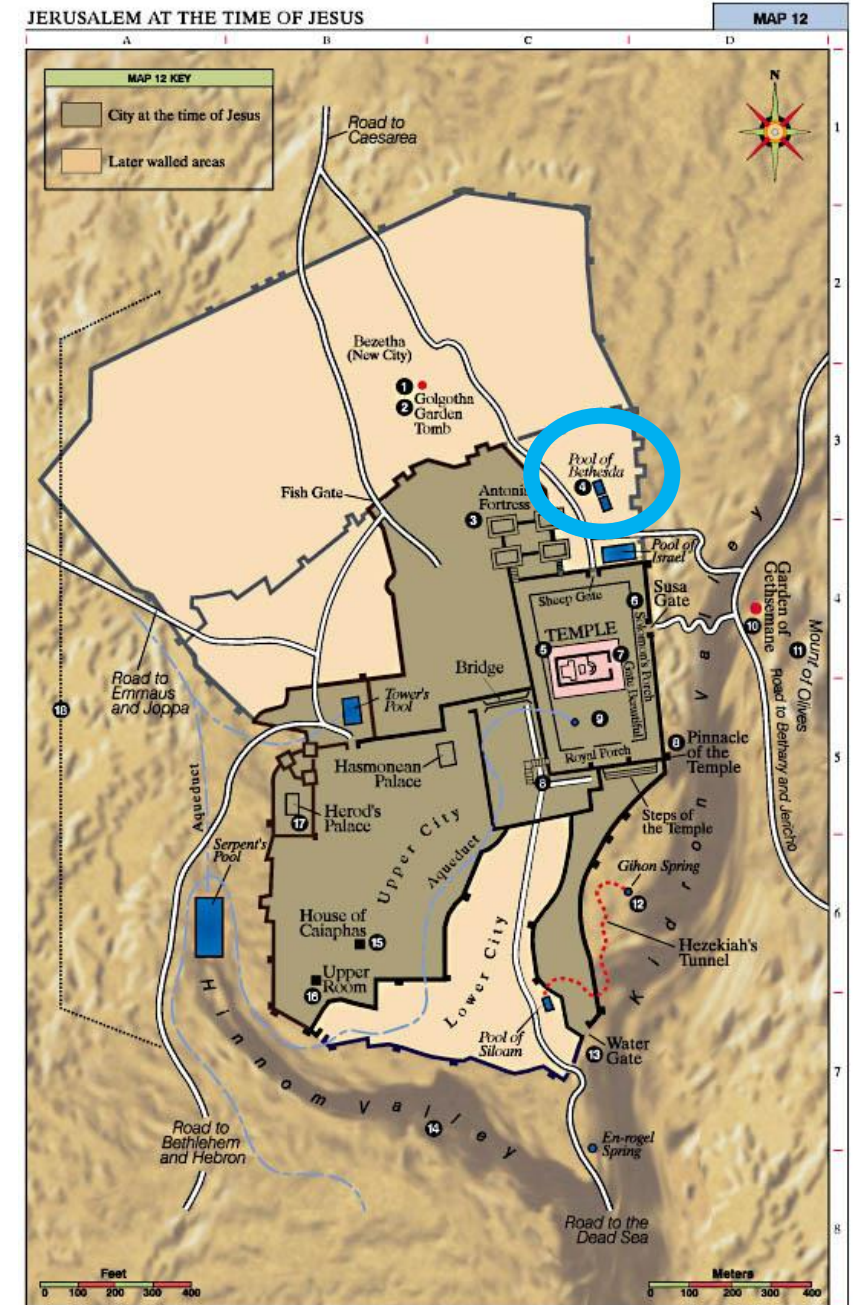 JERUSALEM AT THE TIME OF JESUS
MAP 12
A
B
C
D
MAP 12 KEY
City at the time of Jesus
Later walled areas
N
1
Road to
Caesarea
2
Bezetha
(New City)
1
2
Golgotha
Garden
Tomb
3
Pool of
Bethesda
4
Fish Gate
Antonia
Fortress
3
Pool of
Israel
4
Sheep Gate
6
Susa
Gate
Garden of
Gethsemane
10
Mount of Olives
11
TEMPLE
5
7
Solomon's Porch
Gate Beautiful
Road to
Emmaus
and Joppa
18
Bridge
Tower's
Pool
9
Royal Porch
8
Pinnacle
of the
Temple
Road to Bethany and Jericho
5
Hasmonean
Palace
8
Herod's
Palace
17
Steps of
the Temple
Aqueduct
Serpent's
Pool
Upper City
Aqueduct
Gihon Spring
12
Kidron Valley
6
House of
Caiaphas
15
Hezekiah's
Tunnel
Upper
Room
16
Lower City
Pool of
Siloam
Water
Gate
13
7
Hinnom Valley
14
Road to
Bethlehem
and Hebron
En-rogel
Spring
8
Road to the
Dead Sea
Feet
0 100 200 300 400
Meters
0 100 200 300 400